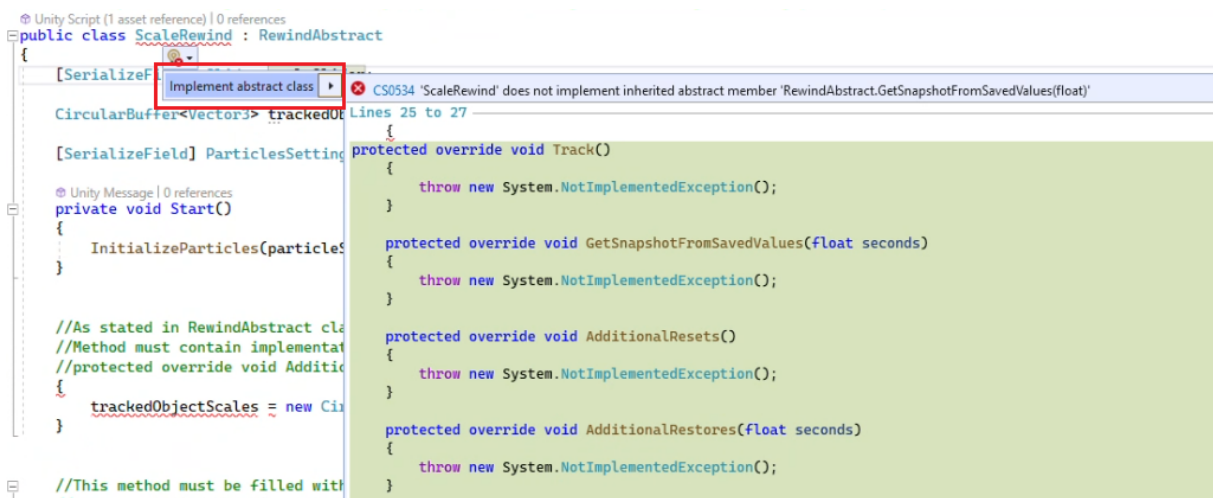 Unity Script (1 asset reference) | 0 references
public class ScaleRewind : RewindAbstract
{
[SerializeFi
Implement abstract class
CS0534 'ScaleRewind' does not implement inherited abstract member 'RewindAbstract.GetSnapshotFromSavedValues(float)'
CircularBuffer<Vector3> trackedOb
Lines 25 to 27
{
[SerializeField] ParticlesSetting
protected override void Track()
{
throw new System.NotImplementedException();
}
Unity Message | 0 references
private void Start()
{
InitializeParticles(particleS
}
protected override void GetSnapshotFromSavedValues(float seconds)
{
throw new System.NotImplementedException();
}
//As stated in RewindAbstract cla
//Method must contain implementat
//protected override void Additio
{
trackedObjectScales = new Cir
}
protected override void AdditionalResets()
{
throw new System.NotImplementedException();
}
protected override void AdditionalRestores(float seconds)
{
throw new System.NotImplementedException();
}
//This method must be filled with